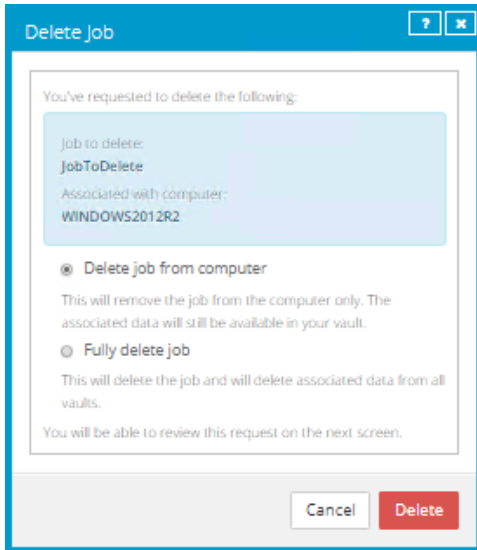 Delete Job
? ×
You've requested to delete the following:
Job to delete:
JobToDelete
Associated with computer:
WINDOWS2012R2
Delete job from computer
This will remove the job from the computer only. The
associated data will still be available in your vault.
Fully delete job
This will delete the job and will delete associated data from all
vaults.
You will be able to review this request on the next screen.
Cancel Delete